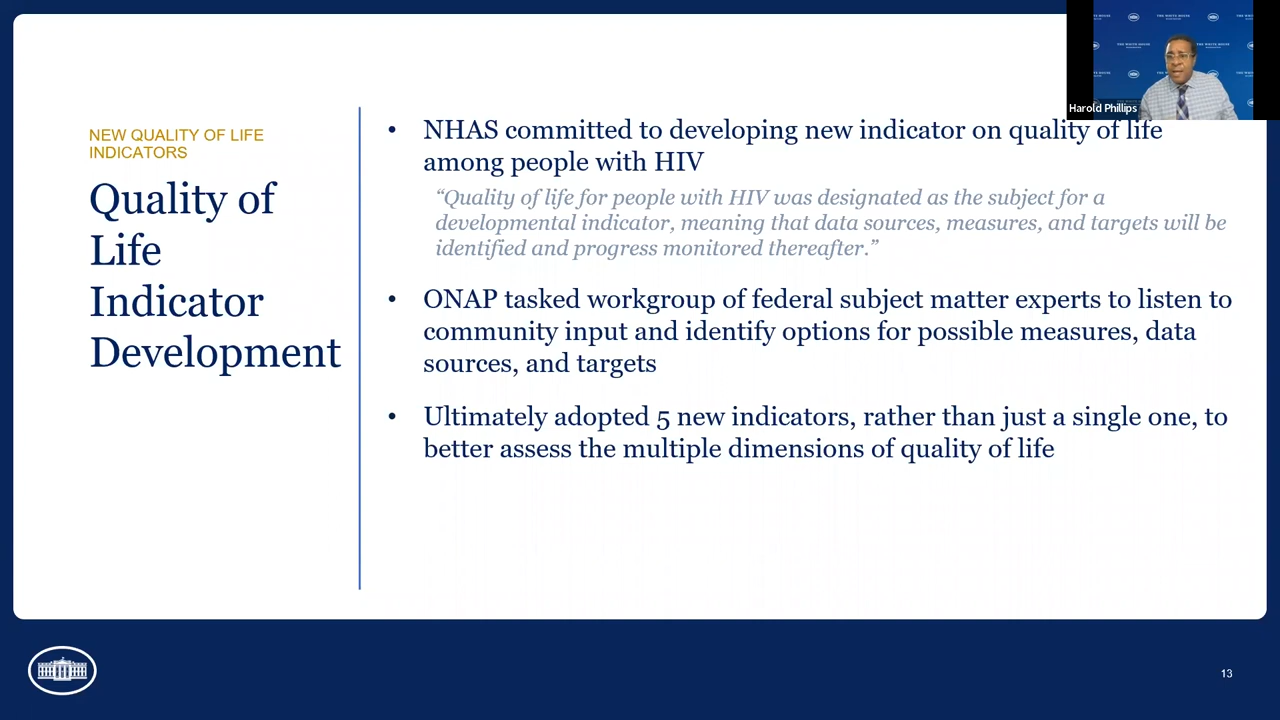 NEW QUALITY OF LIFE
INDICATORS
Quality of
Life
Indicator
Development
• NHAS committed to developing new indicator on quality of life
among people with HIV
“Quality of life for people with HIV was designated as the subject for a
developmental indicator, meaning that data sources, measures, and targets will be
identified and progress monitored thereafter.”
• ONAP tasked workgroup of federal subject matter experts to listen to
community input and identify options for possible measures, data
sources, and targets
• Ultimately adopted 5 new indicators, rather than just a single one, to
better assess the multiple dimensions of quality of life
THE WHITE HOUSE
Harold Phillips
13